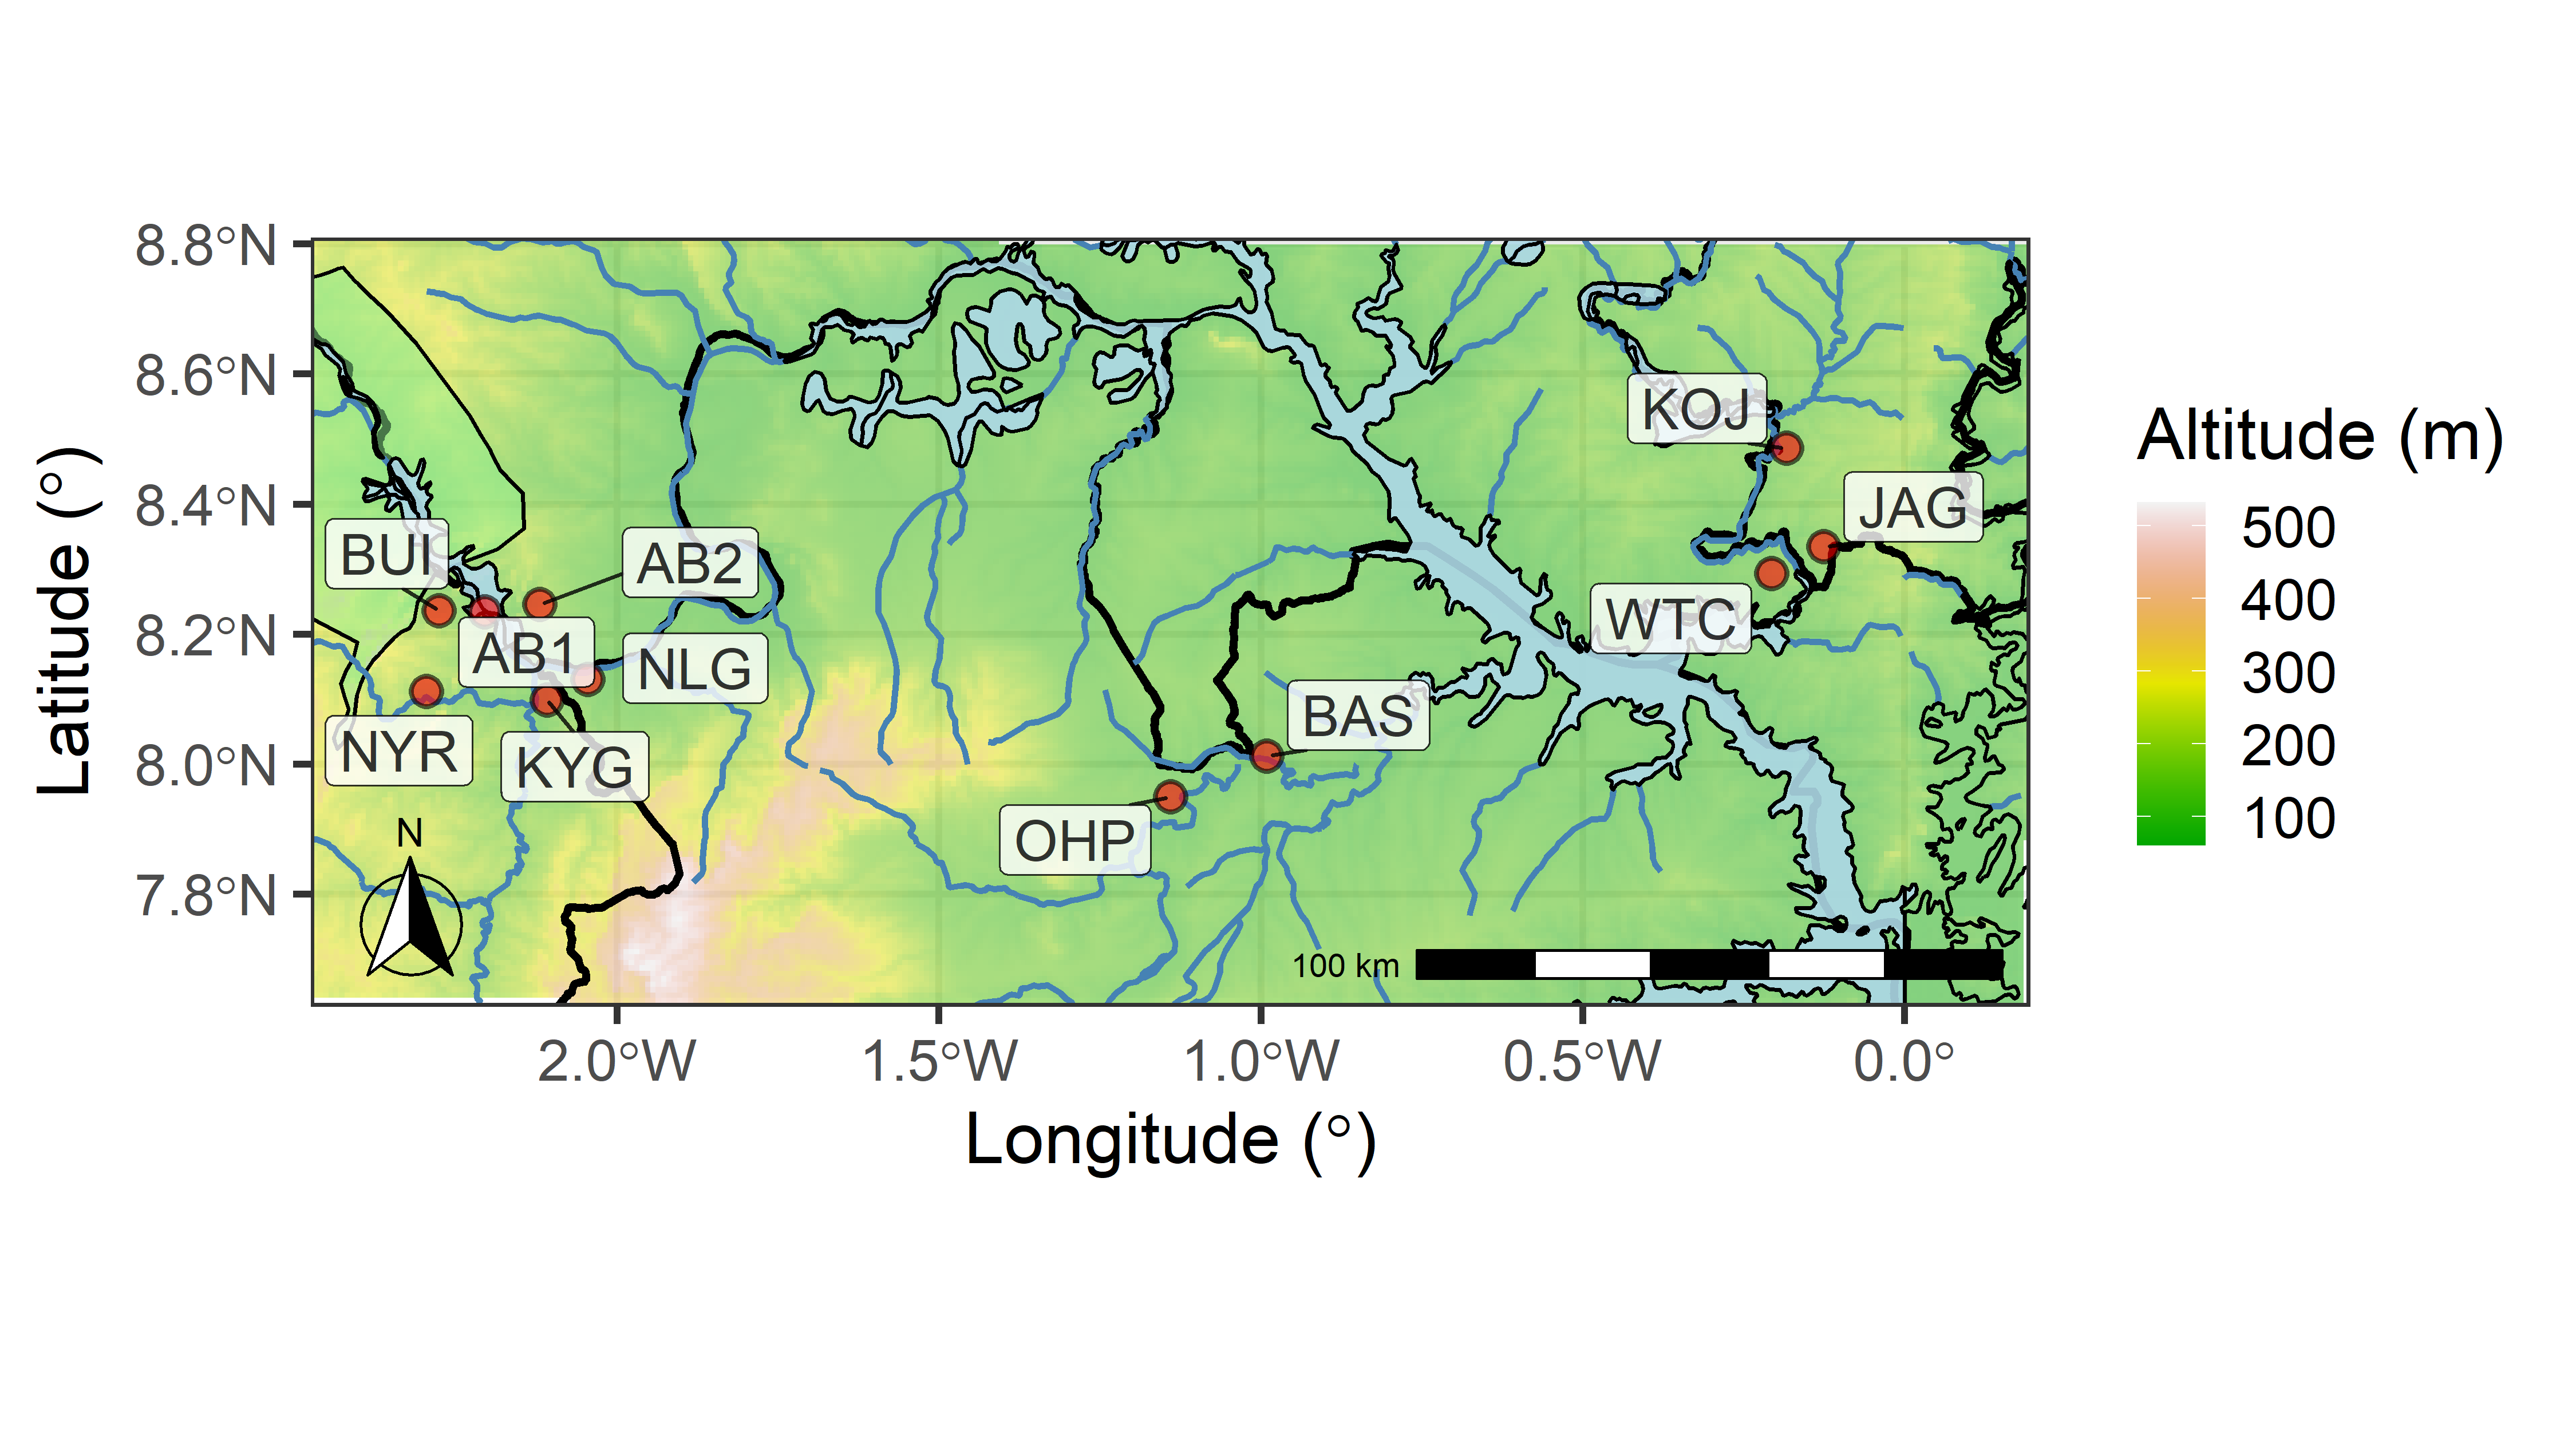 8.8°N
8.6°N
8.4°N
8.2°N
8.0°N
7.8°N
Latitude (°)
KOJ
JAG
BUI
AB2
WTC
AB1
NLG
BAS
NYR
KYG
OHP
N
100 km
2.0°W
1.5°W
1.0°W
0.5°W
0.0°
Longitude (°)
Altitude (m)
500
400
300
200
100